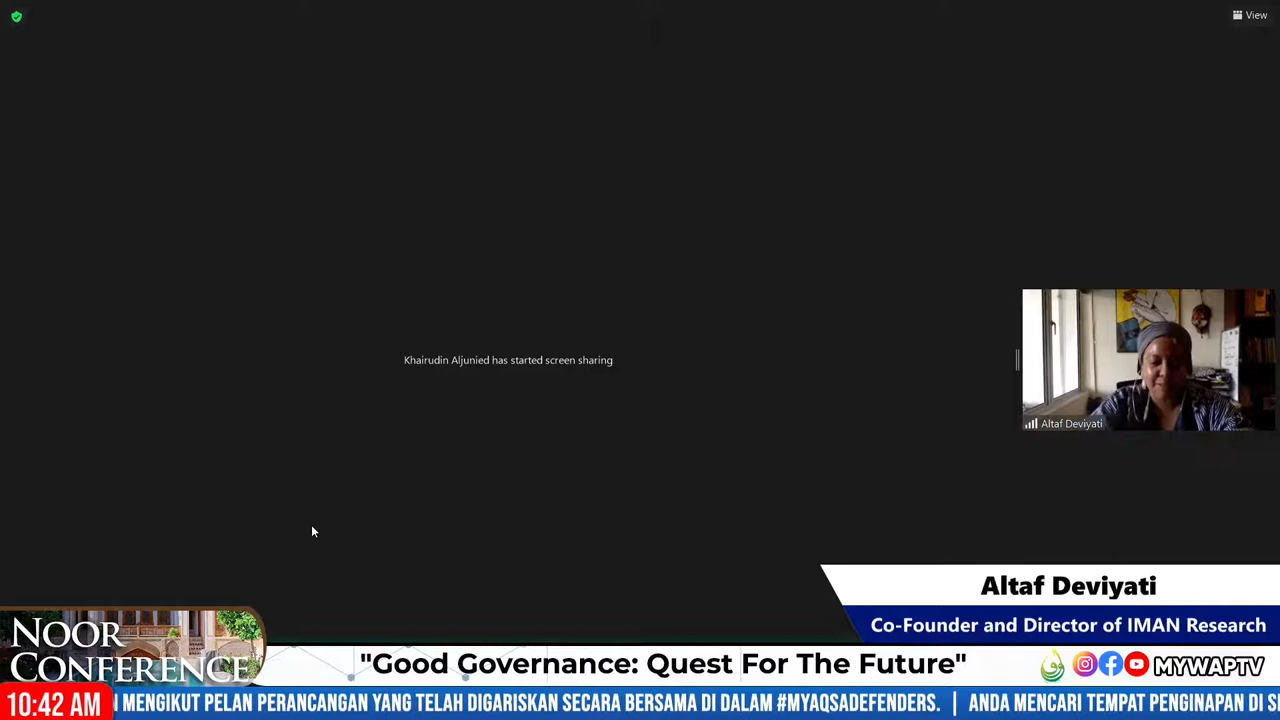 View
Khairudin Aljunied has started screen sharing
Altaf Deviyati
Altaf Deviyati
Co-Founder and Director of IMAN Research
NOOR
CONFERENCE
"Good Governance: Quest For The Future"
MYWAPTV
10:42 AM
MENGIKUT PELAN PERANCANGAN YANG TELAH DIGARISKAN SECARA BERSAMA DI DALAM #MYAQSADEFENDERS. | ANDA MENCARI TEMPAT PENGINAPAN DI